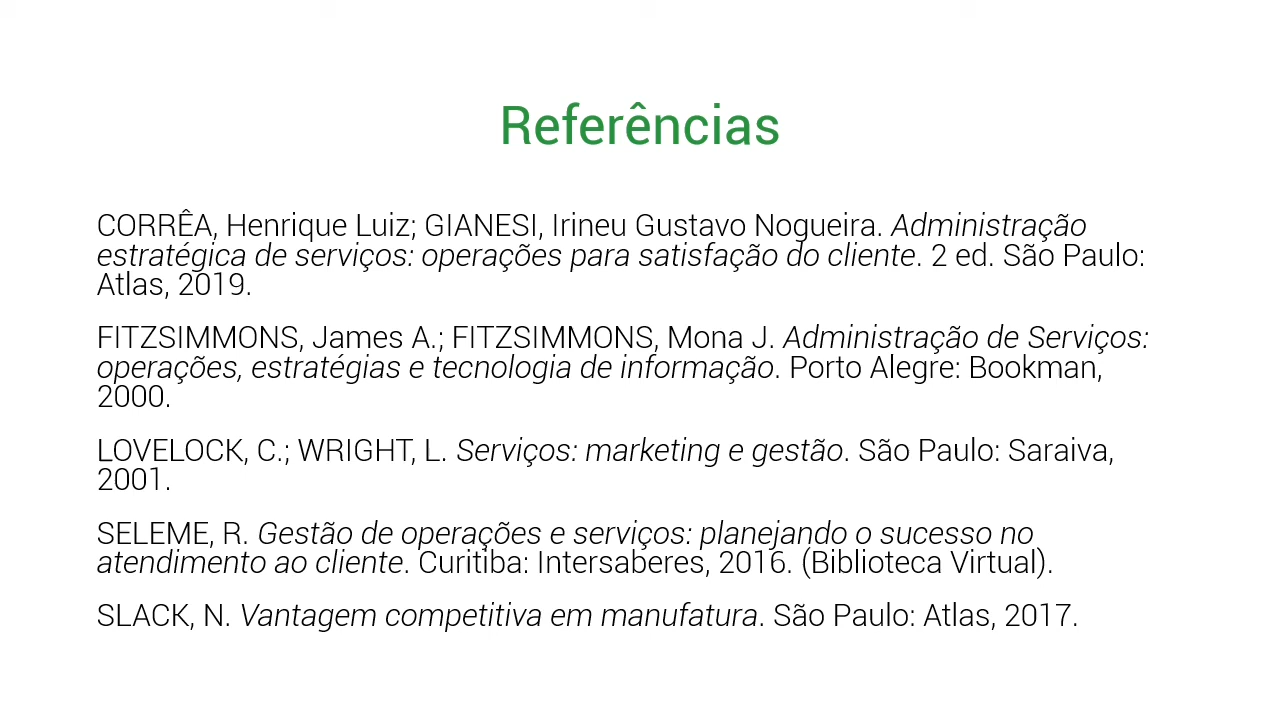 Referências
CORRÊA, Henrique Luiz; GIANESI, Irineu Gustavo Nogueira. Administração
estratégica de serviços: operações para satisfação do cliente. 2 ed. São Paulo:
Atlas, 2019.
FITZSIMMONS, James A.; FITZSIMMONS, Mona J. Administração de Serviços:
operações, estratégias e tecnologia de informação. Porto Alegre: Bookman,
2000.
LOVELOCK, C.; WRIGHT, L. Serviços: marketing e gestão. São Paulo: Saraiva,
2001.
SELEME, R. Gestão de operações e serviços: planejando o sucesso no
atendimento ao cliente. Curitiba: Intersaberes, 2016. (Biblioteca Virtual).
SLACK, N. Vantagem competitiva em manufatura. São Paulo: Atlas, 2017.